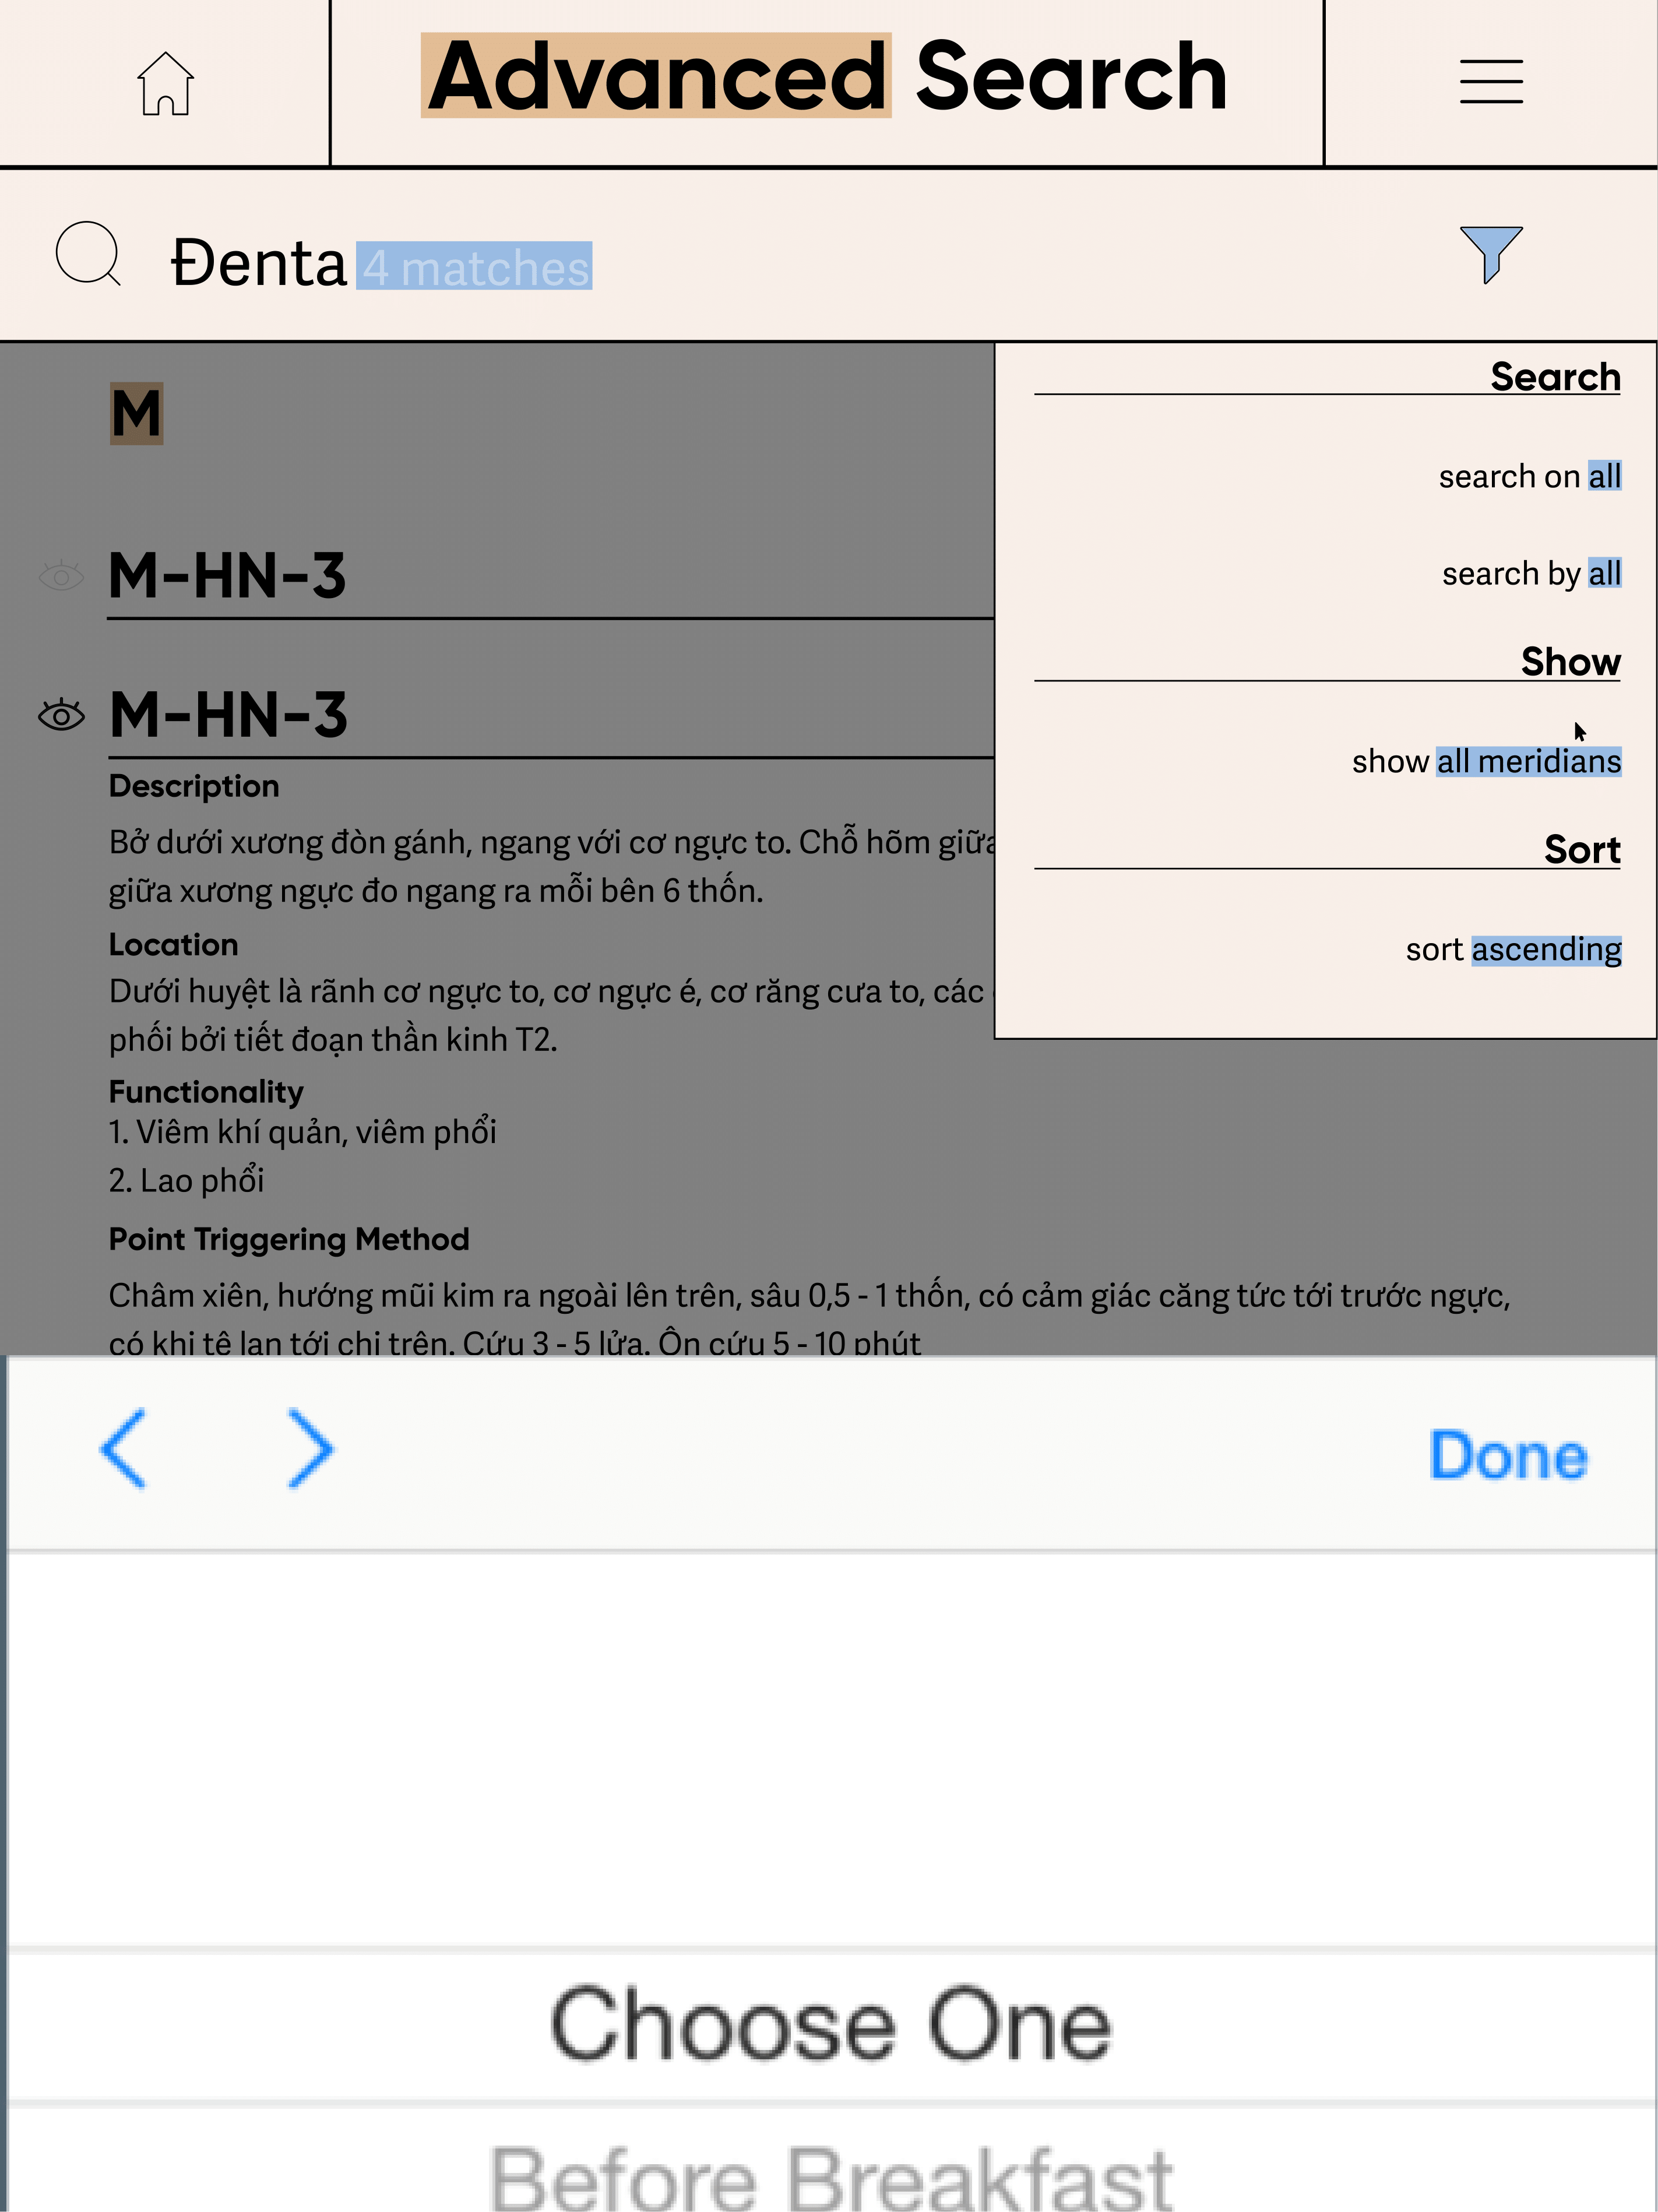 Advanced Search
Đenta 4 matches
M
M-HN-3
M-HN-3
Description
Bở dưới xương đòn gánh, ngang với cơ ngực to. Chỗ hõm giữa
giữa xương ngực đo ngang ra mỗi bên 6 thốn.
Location
Dưới huyệt là rãnh cơ ngực to, cơ ngực é, cơ răng cưa to, các
phối bởi tiết đoạn thần kinh T2.
Functionality
1. Viêm khí quản, viêm phổi
2. Lao phổi
Point Triggering Method
Châm xiên, hướng mũi kim ra ngoài lên trên, sâu 0,5 - 1 thốn, có cảm giác căng tức tới trước ngực,
có khi tê lan tới chi trên. Cứu 3 - 5 lửa. Ôn cứu 5 - 10 phút
Search
search on all
search by all
Show
show all meridians
Sort
sort ascending
Done
Choose One
Before Breakfast